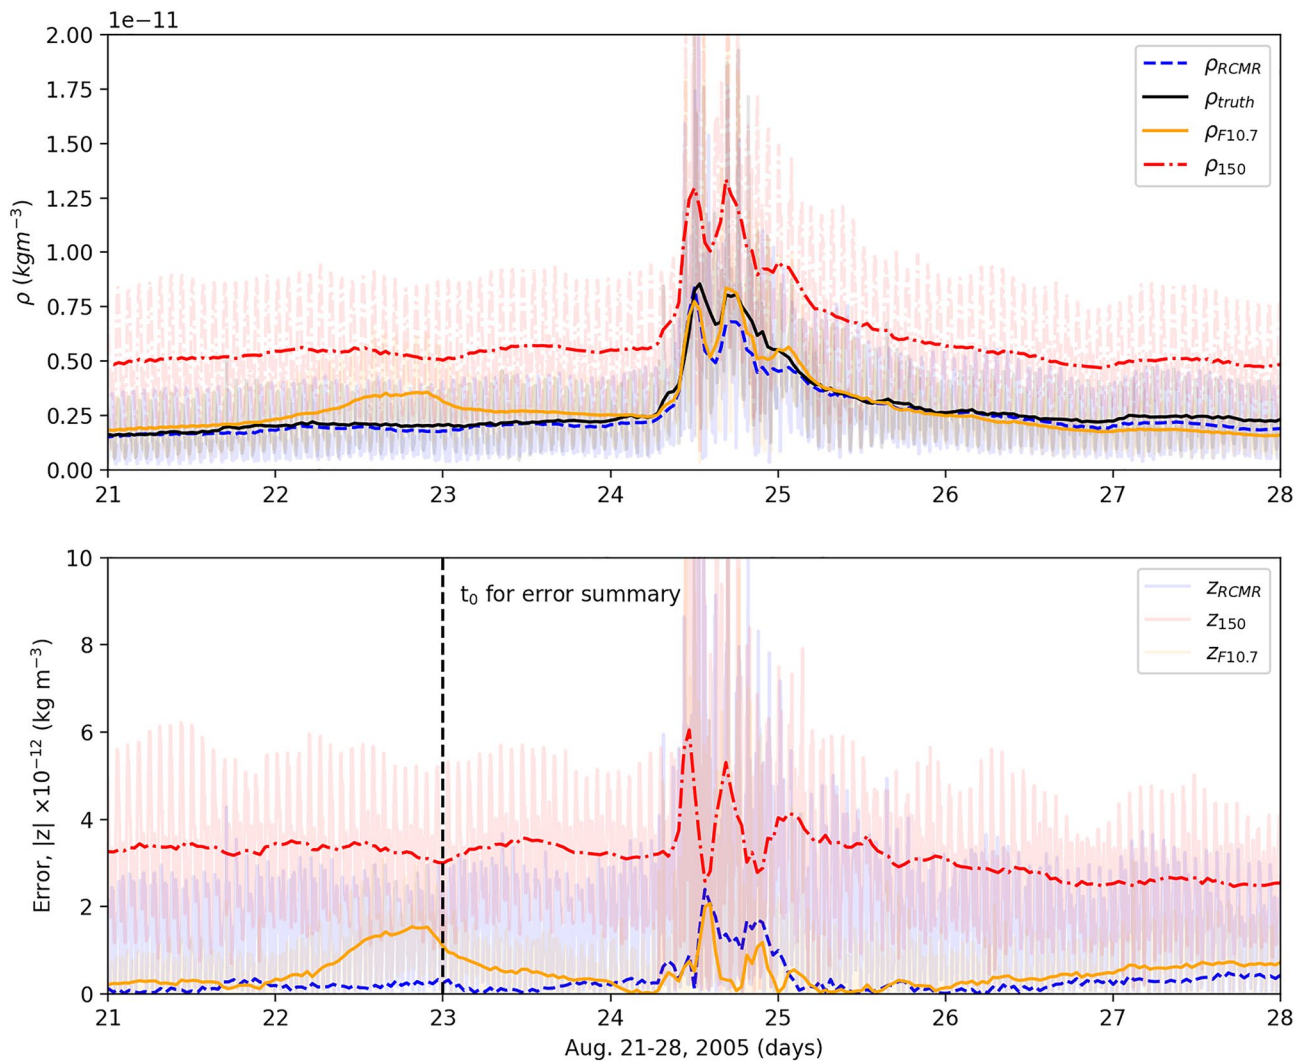 1e−11
2.00
1.75
1.50
1.25
1.00
0.75
0.50
0.25
0.00
ρ (kgm⁻³)
ρRCMR
ρtruth
ρF10.7
ρ150
21 22 23 24 25 26 27 28
10
8
6
4
2
0
Error, |z| ×10⁻¹² (kg m⁻³)
t₀ for error summary
zRCMR
z150
zF10.7
21 22 23 24 25 26 27 28
Aug. 21-28, 2005 (days)